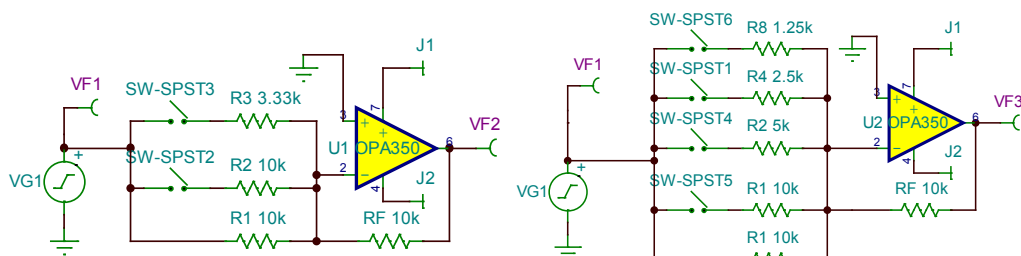 J1
VF1
SW-SPST3
R3 3.33k
3
7
VF2
+
+
+
U1
OPA350
6
SW-SPST2
2
−
VG1
R2 10k
4
J2
R1 10k
RF 10k
SW-SPST6
R8 1.25k
J1
VF1
SW-SPST1
R4 2.5k
3
7
VF3
+
+
U2
OPA350
6
SW-SPST4
R2 5k
2
−
4
J2
+
VG1
SW-SPST5
R1 10k
RF 10k
R1 10k